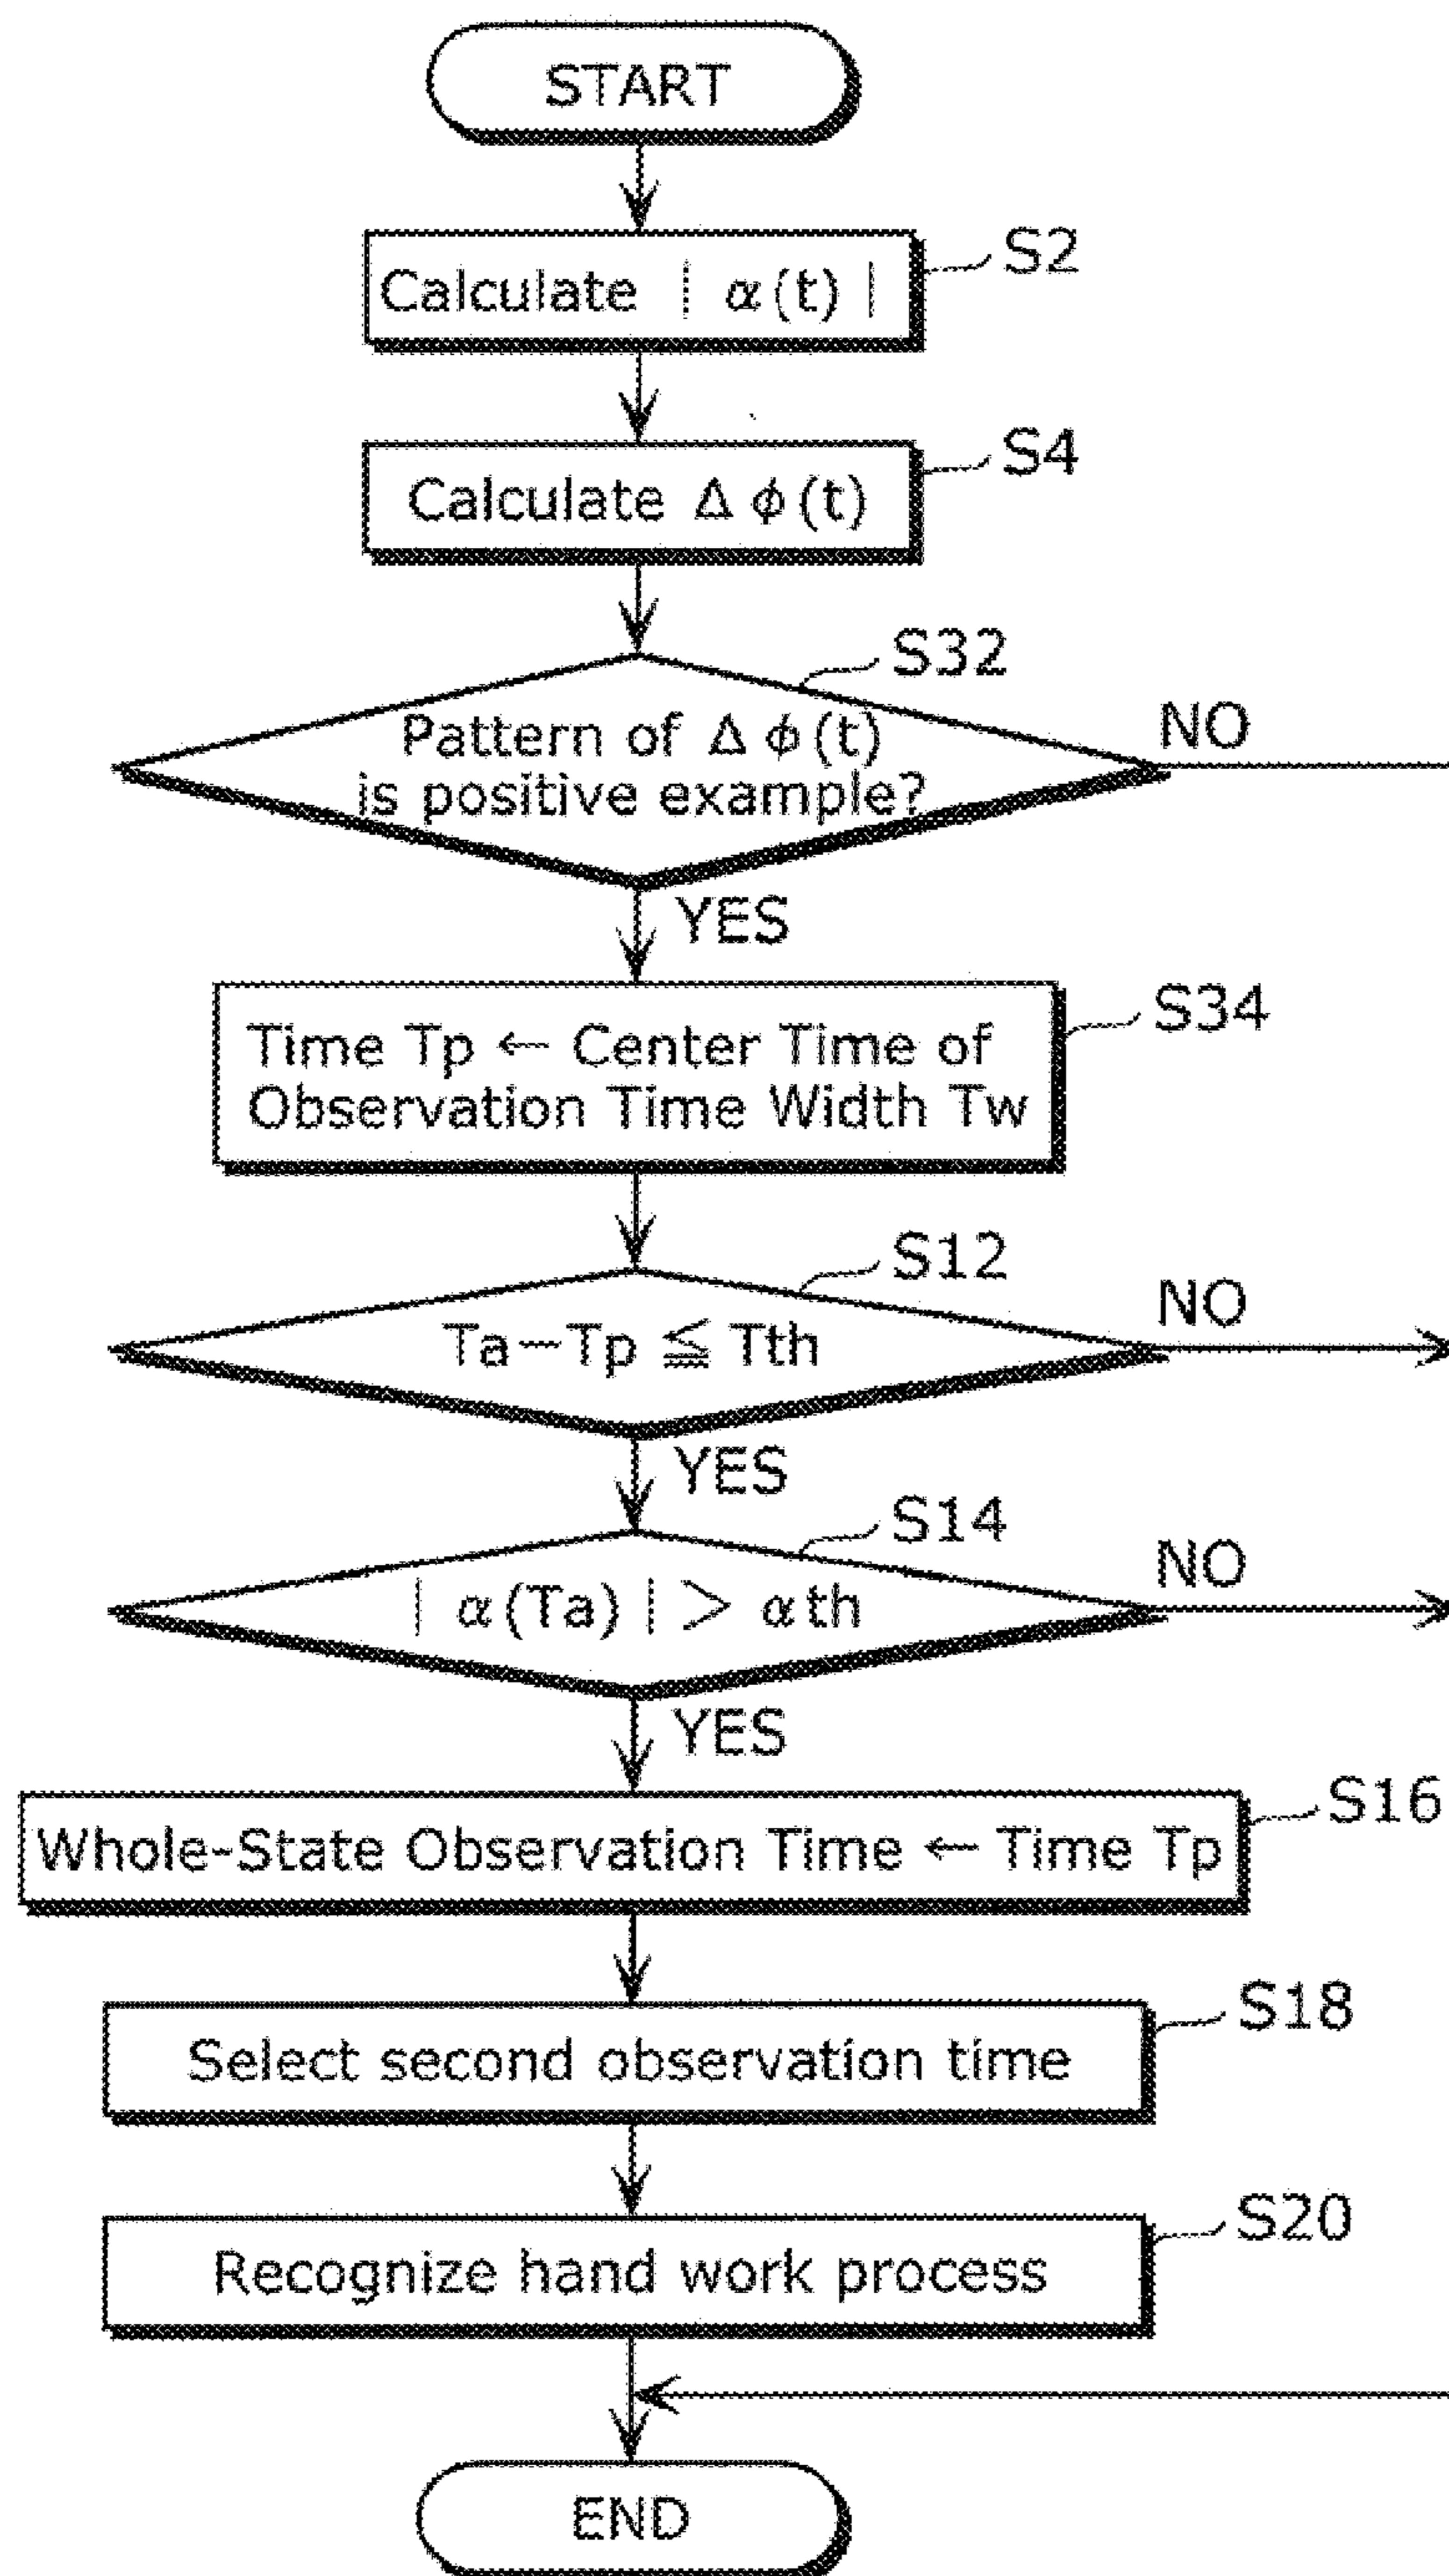 START
Calculate | α(t) |
S2
Calculate Δφ(t)
S4
S32
Pattern of Δφ(t)
is positive example?
NO
YES
Time Tp ← Center Time of
Observation Time Width Tw
S34
S12
Ta−Tp ≦ Tth
NO
YES
S14
| α(Ta) | > αth
NO
YES
Whole-State Observation Time ← Time Tp
S16
Select second observation time
S18
Recognize hand work process
S20
END